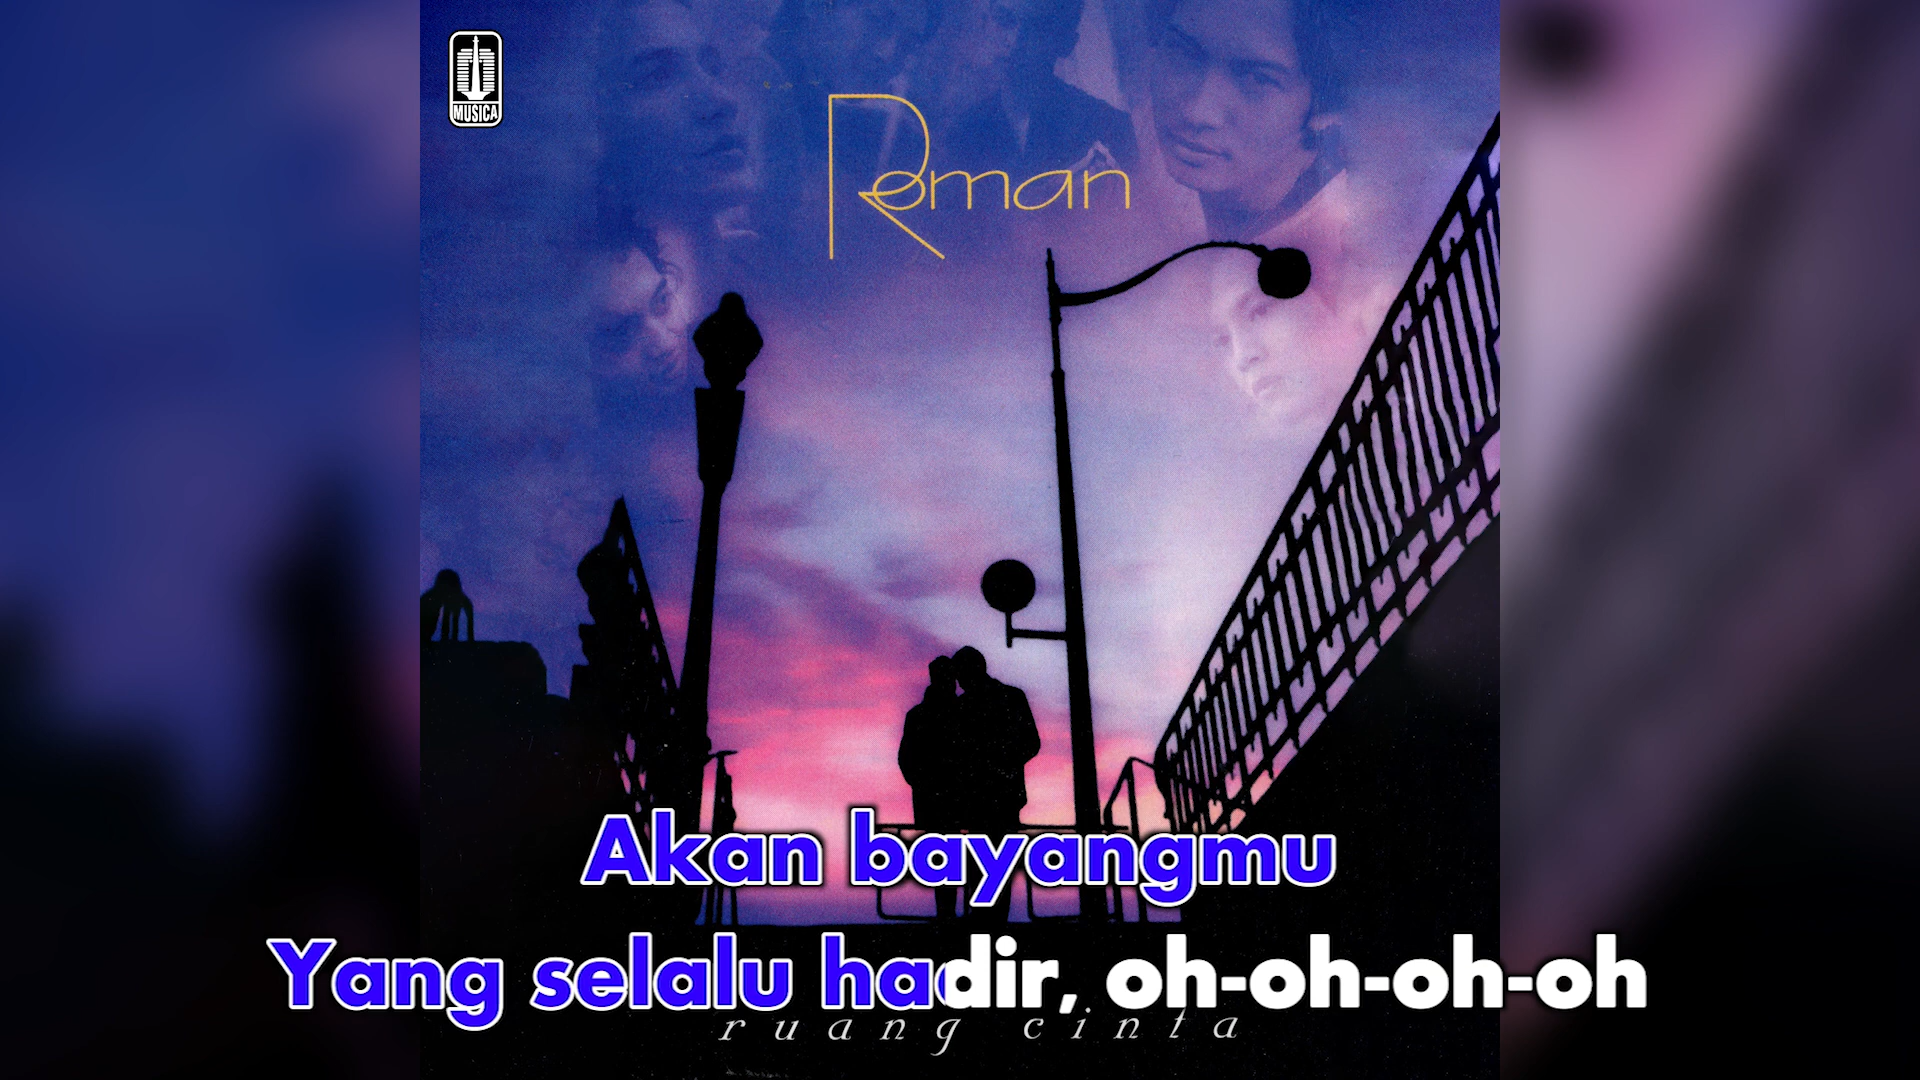 MUSICA
Roman
Akan bayangmu
Yang selalu hadir, oh-oh-oh-oh
ruang cinta